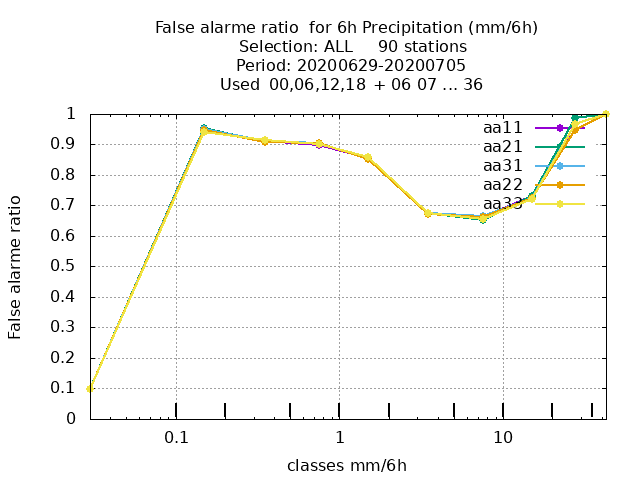 False alarme ratio  for 6h Precipitation (mm/6h)
Selection: ALL     90 stations
Period: 20200629-20200705
Used  00,06,12,18  + 06 07 ... 36
1
0.9
0.8
0.7
0.6
0.5
0.4
0.3
0.2
0.1
0
False alarme ratio
aa11
aa21
aa31
aa22
aa33
0.1
1
10
classes mm/6h